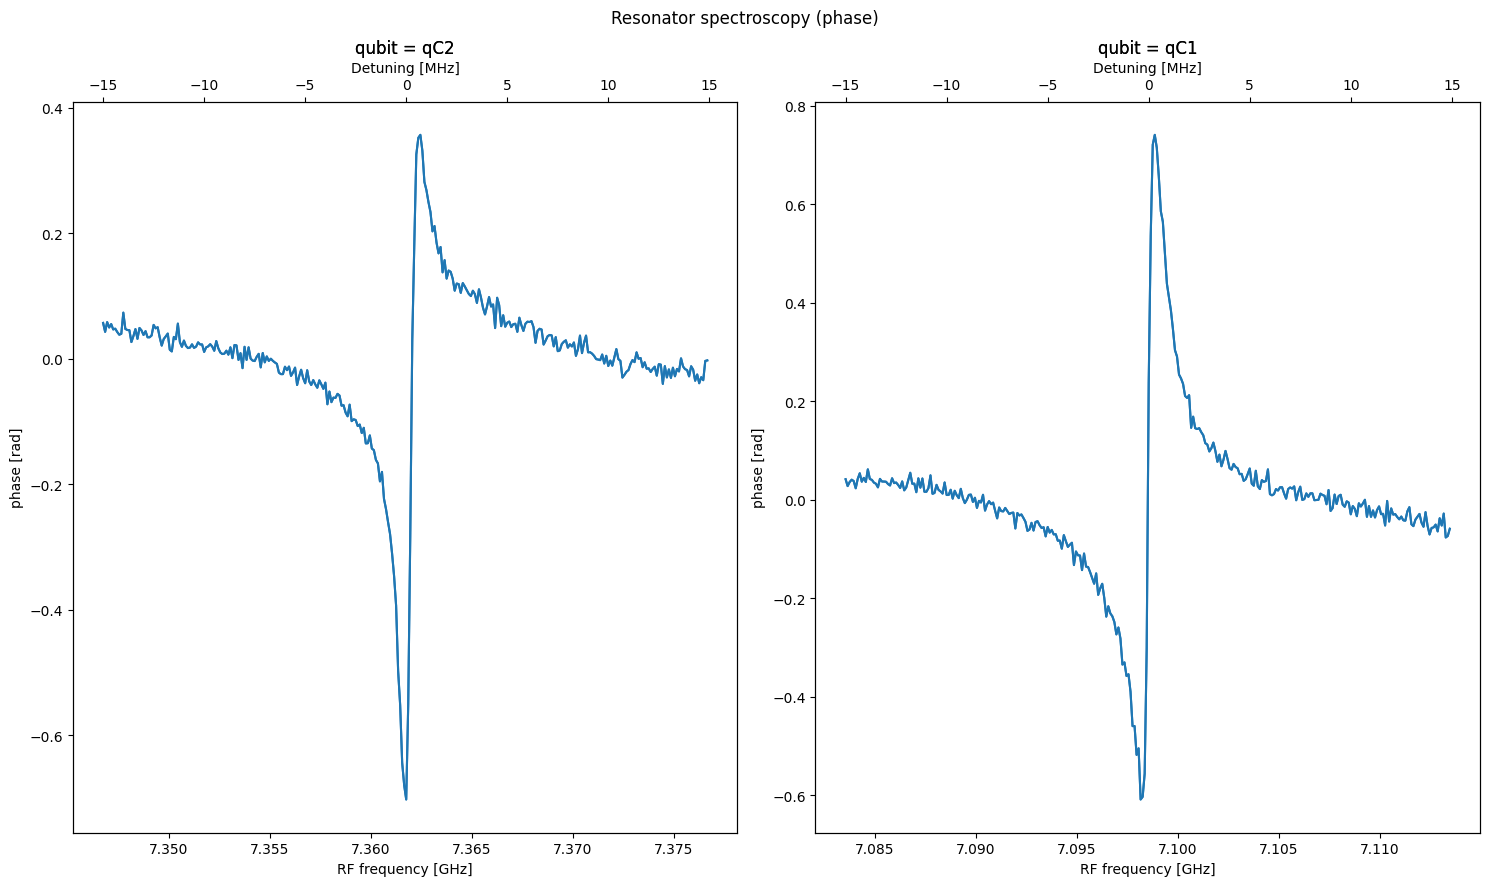 Resonator spectroscopy (phase)
qubit = qC2
Detuning [MHz]
−15 −10 −5 0 5 10 15
0.4
0.2
0.0
−0.2
−0.4
−0.6
phase [rad]
7.350 7.355 7.360 7.365 7.370 7.375
RF frequency [GHz]
qubit = qC1
Detuning [MHz]
−15 −10 −5 0 5 10 15
0.8
0.6
0.4
0.2
0.0
−0.2
−0.4
−0.6
phase [rad]
7.085 7.090 7.095 7.100 7.105 7.110
RF frequency [GHz]